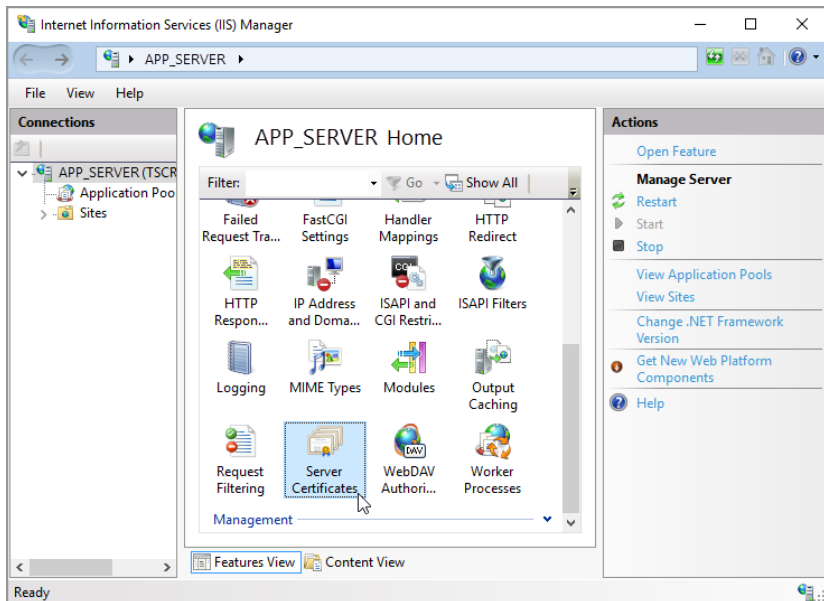 Internet Information Services (IIS) Manager
APP_SERVER
File View Help
Connections
APP_SERVER (TSCR
Application Poo
Sites
APP_SERVER Home
Filter: Go Show All
Failed Request Tra...
FastCGI Settings
Handler Mappings
HTTP Redirect
HTTP Respon...
IP Address and Doma...
ISAPI and CGI Restri...
ISAPI Filters
Logging
MIME Types
Modules
Output Caching
Request Filtering
Server Certificates
WebDAV Authori...
Worker Processes
Management
Features View
Content View
Actions
Open Feature
Manage Server
Restart
Start
Stop
View Application Pools
View Sites
Change .NET Framework
Version
Get New Web Platform
Components
Help
Ready